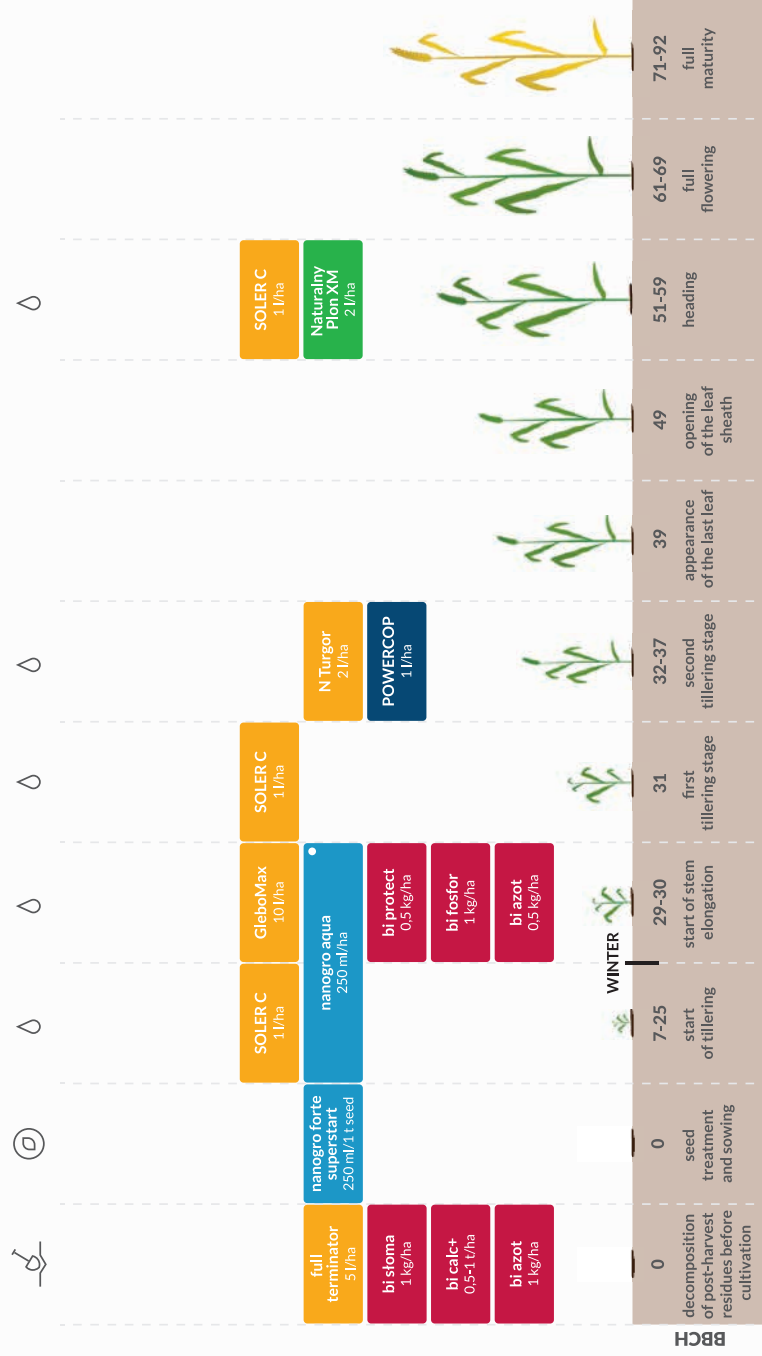 SOLER C
1 l/ha
GleboMax
10 l/ha
SOLER C
1 l/ha
SOLER C
1 l/ha
full
terminator
5 l/ha
nanogro forte
superstart
250 ml/1 t seed
nanogro aqua
250 ml/ha
N Turgor
2 l/ha
Naturalny
Plon XM
2 l/ha
bi słoma
1 kg/ha
bi protect
0,5 kg/ha
POWERCOP
1 l/ha
bi calc+
0,5-1 t/ha
bi fosfor
1 kg/ha
bi azot
1 kg/ha
bi azot
0,5 kg/ha
WINTER
BBCH
0
decomposition
of post-harvest
residues before
cultivation
0
seed
treatment
and sowing
7-25
start
of tillering
29-30
start of stem
elongation
31
first
tillering stage
32-37
second
tillering stage
39
appearance
of the last leaf
49
opening
of the leaf
sheath
51-59
heading
61-69
full
flowering
71-92
full
maturity